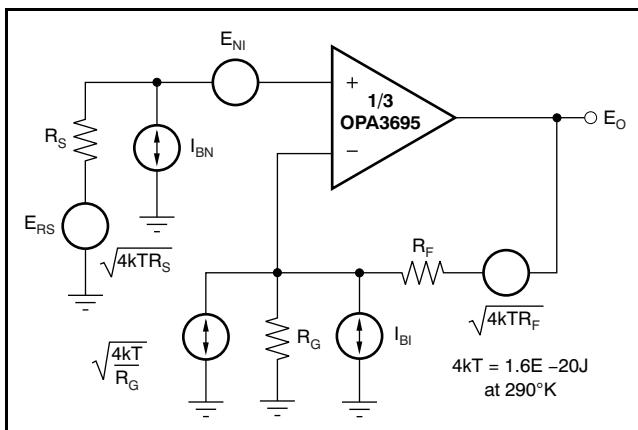 E_NI
+
1/3
OPA3695
−
E_O
R_S
I_BN
E_RS
√4kTR_S
R_F
√4kTR_F
√4kT/R_G
R_G
I_BI
4kT = 1.6E −20J
at 290°K